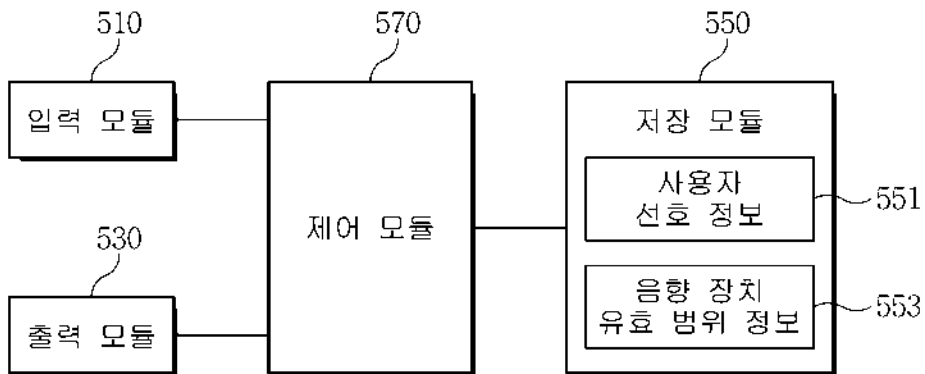 510
570
550
입력 모듈
저장 모듈
사용자
선호 정보
551
제어 모듈
530
음향 장치
유효 범위 정보
553
출력 모듈